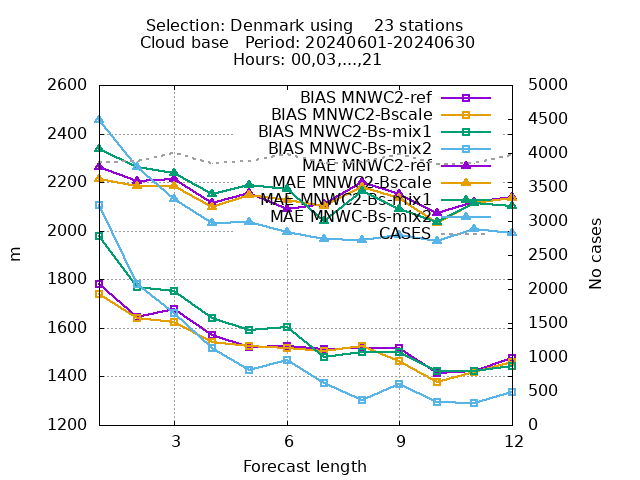 Selection: Denmark using    23 stations
Cloud base   Period: 20240601-20240630
Hours: 00,03,...,21
2600
2400
2200
2000
1800
1600
1400
1200
m
5000
4500
4000
3500
3000
2500
2000
1500
1000
500
0
No cases
BIAS MNWC2-ref
BIAS MNWC2-Bscale
BIAS MNWC2-Bs-mix1
BIAS MNWC-Bs-mix2
MAE MNWC2-ref
MAE MNWC2-Bscale
MAE MNWC2-Bs-mix1
MAE MNWC-Bs-mix2
CASES
3 6 9 12
Forecast length